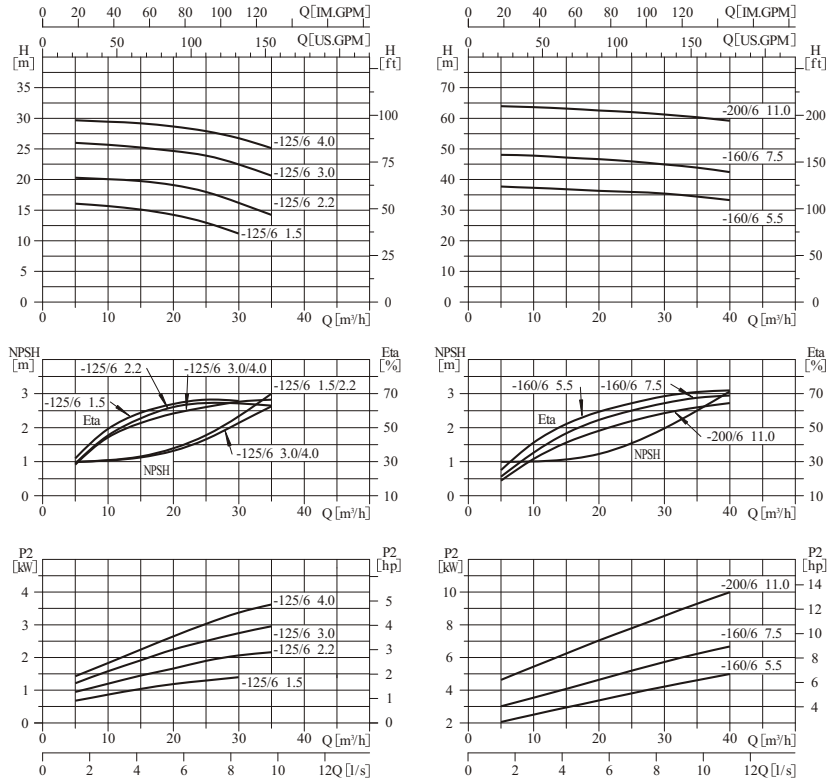 0 20 40 60 80 100 120 Q[IM.GPM]
0 50 100 150 Q[US.GPM]
H [m] H [ft]
35
30 100
25 75
20
15 50
10
5 25
0 0
-125/6 4.0
-125/6 3.0
-125/6 2.2
-125/6 1.5
0 10 20 30 40 Q[m³/h]
0 20 40 60 80 100 120 Q[IM.GPM]
0 50 100 150 Q[US.GPM]
H [m] H [ft]
70
60 200
50 150
40
30 100
20
10 50
0 0
-200/6 11.0
-160/6 7.5
-160/6 5.5
0 10 20 30 40 Q[m³/h]
NPSH [m] Eta [%]
3 70
2 50
1 30
0 10
-125/6 2.2
-125/6 3.0/4.0
-125/6 1.5
-125/6 1.5/2.2
Eta
-125/6 3.0/4.0
NPSH
0 10 20 30 40 Q[m³/h]
NPSH [m] Eta [%]
3 70
2 50
1 30
0 10
-160/6 5.5
-160/6 7.5
Eta
-200/6 11.0
NPSH
0 10 20 30 40 Q[m³/h]
P2 [kW] P2 [hp]
4 5
3 4
2 3
1 2
0 1
0
-125/6 4.0
-125/6 3.0
-125/6 2.2
-125/6 1.5
0 10 20 30 40 Q[m³/h]
0 2 4 6 8 10 12Q[l/s]
P2 [kW] P2 [hp]
10 14
8 12
6 10
4 8
2 6
4
-200/6 11.0
-160/6 7.5
-160/6 5.5
0 10 20 30 40 Q[m³/h]
0 2 4 6 8 10 12Q[l/s]